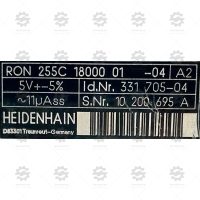 RON 255C 18000 01 -04 A2
5V+-5% Id.Nr. 331 705-04
~11µAss S.Nr. 10 200 695 A
HEIDENHAIN
D83301 Traunreut-Germany